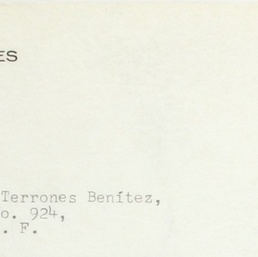 ES
Terrones Benítez,
o. 924,
. F.